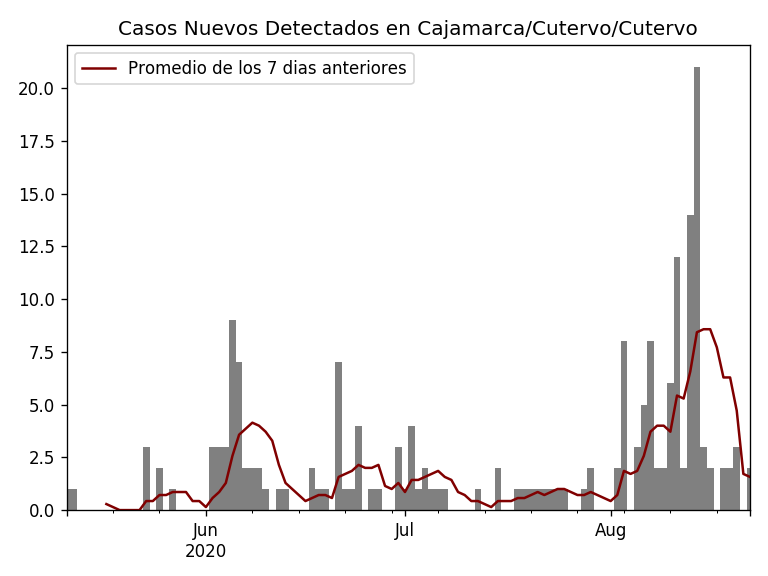 Casos Nuevos Detectados en Cajamarca/Cutervo/Cutervo
Promedio de los 7 dias anteriores
20.0
17.5
15.0
12.5
10.0
7.5
5.0
2.5
0.0
Jun
2020
Jul
Aug